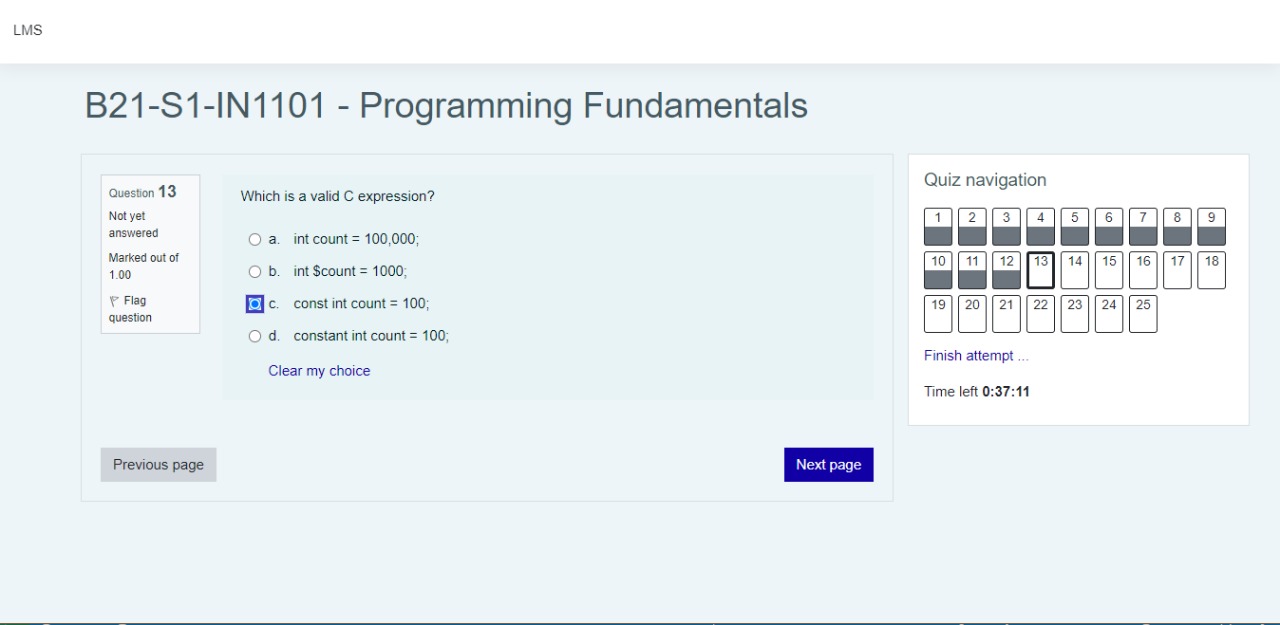 LMS
B21-S1-IN1101 - Programming Fundamentals
Question 13
Not yet
answered
Marked out of
1.00
Flag
question
Which is a valid C expression?
a. int count = 100,000;
b. int $count = 1000;
c. const int count = 100;
d. constant int count = 100;
Clear my choice
Previous page
Next page
Quiz navigation
1 2 3 4 5 6 7 8 9
10 11 12 13 14 15 16 17 18
19 20 21 22 23 24 25
Finish attempt ...
Time left 0:37:11